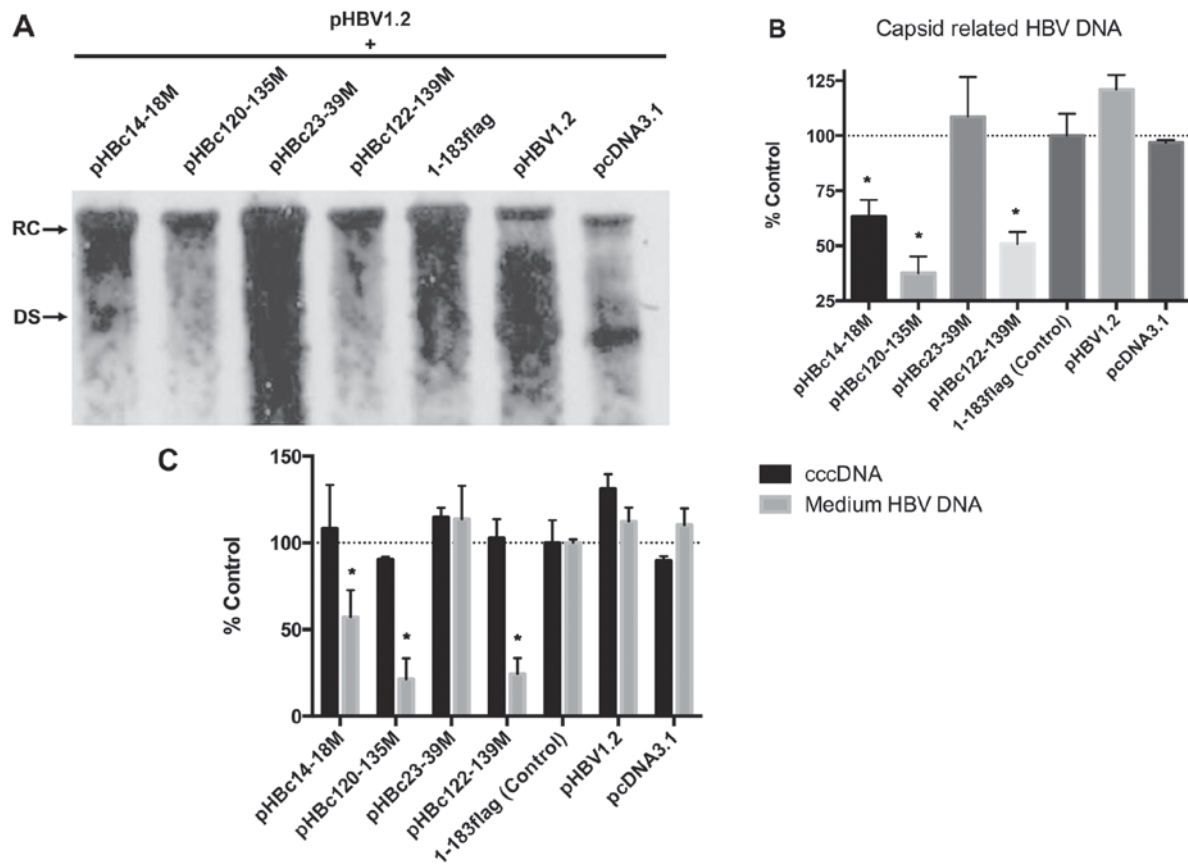 A
pHBV1.2
+
pHBc14-18M
pHBc120-135M
pHBc23-39M
pHBc122-139M
1-183flag
pHBV1.2
pcDNA3.1
RC
DS
B
Capsid related HBV DNA
% Control
125
100
75
50
25
*
*
*
pHBc14-18M
pHBc120-135M
pHBc23-39M
pHBc122-139M
1-183flag (Control)
pHBV1.2
pcDNA3.1
C
% Control
150
100
50
0
*
*
*
pHBc14-18M
pHBc120-135M
pHBc23-39M
pHBc122-139M
1-183flag (Control)
pHBV1.2
pcDNA3.1
cccDNA
Medium HBV DNA